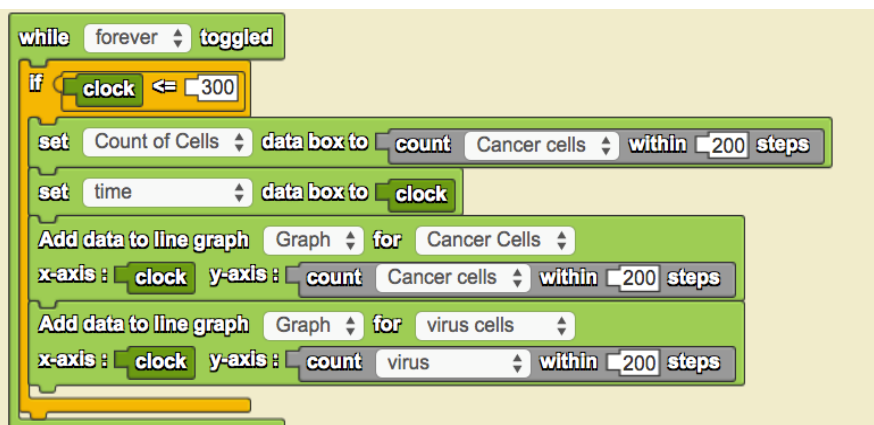 while forever toggled
if clock <= 300
set Count of Cells data box to count Cancer cells within 200 steps
set time data box to clock
Add data to line graph Graph for Cancer Cells
x-axis : clock y-axis : count Cancer cells within 200 steps
Add data to line graph Graph for virus cells
x-axis : clock y-axis : count virus within 200 steps